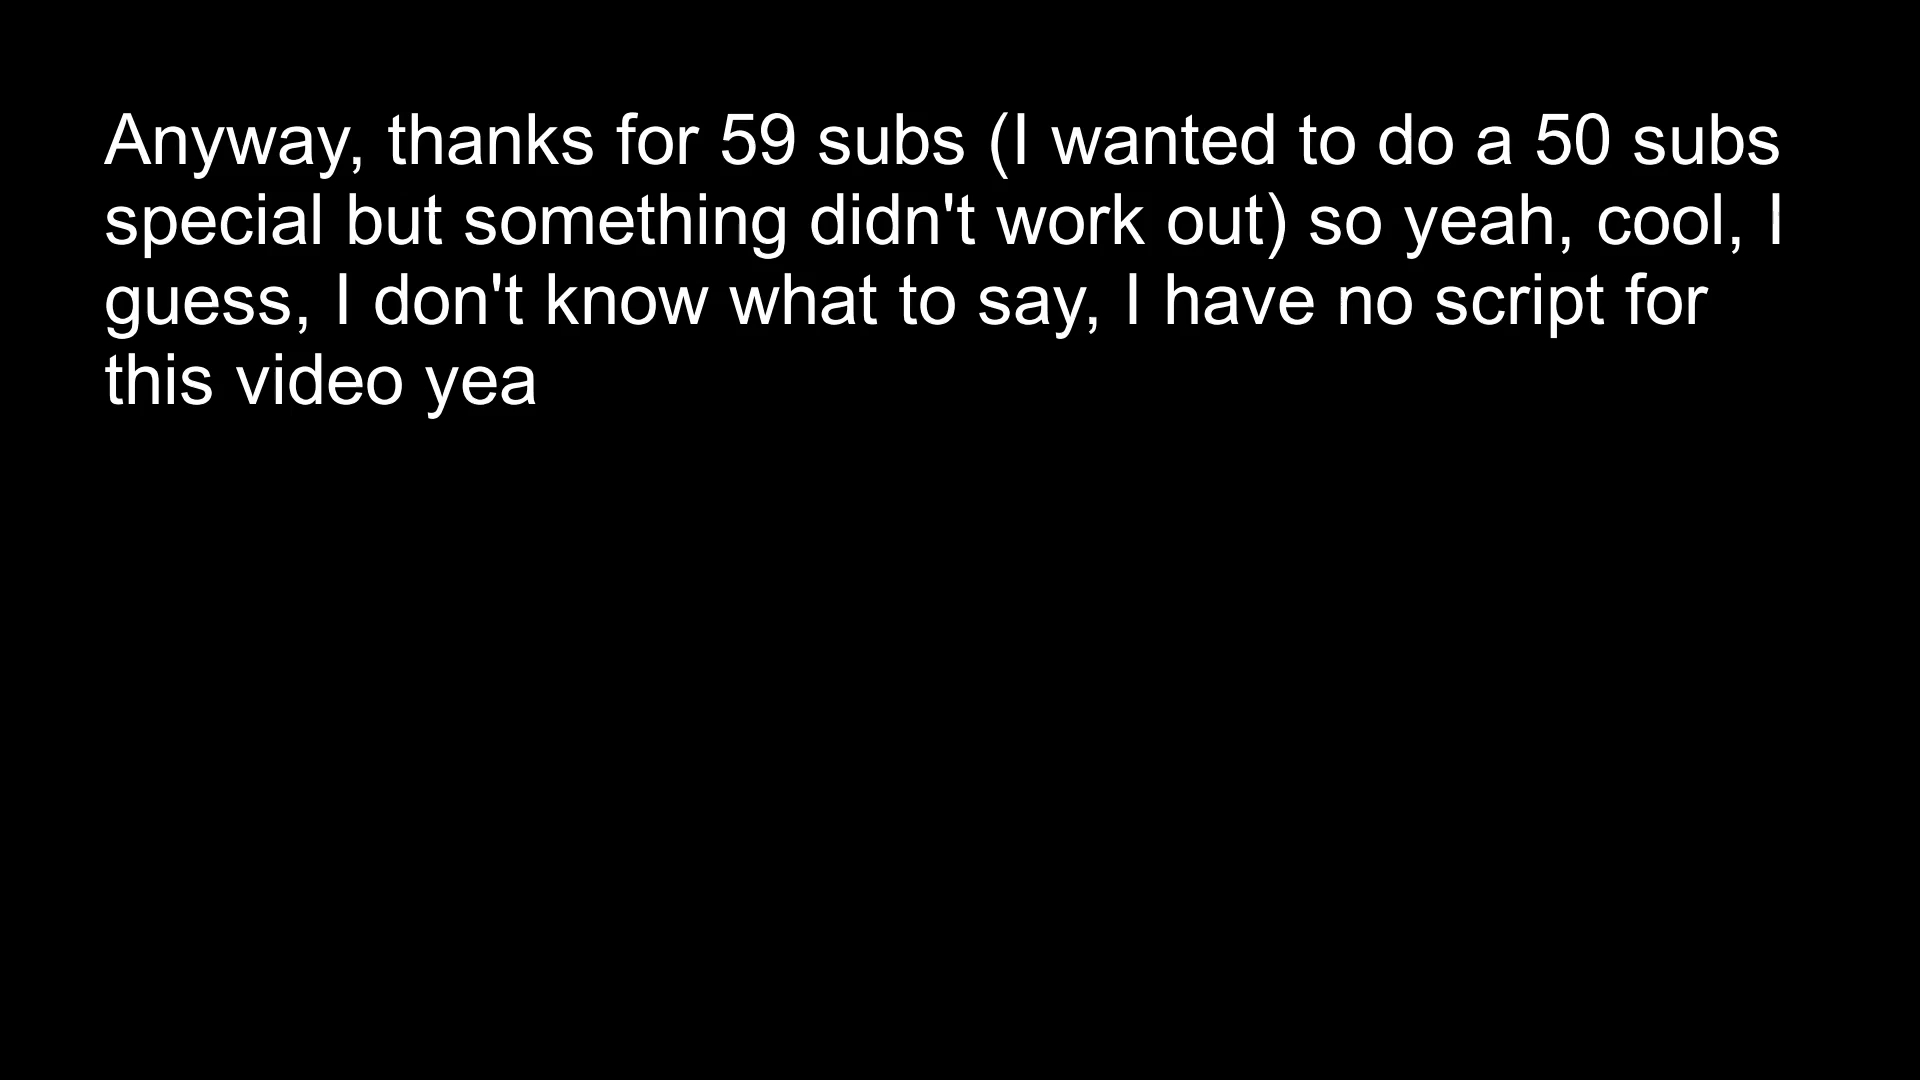 Anyway, thanks for 59 subs (I wanted to do a 50 subs
special but something didn't work out) so yeah, cool, I
guess, I don't know what to say, I have no script for
this video yea